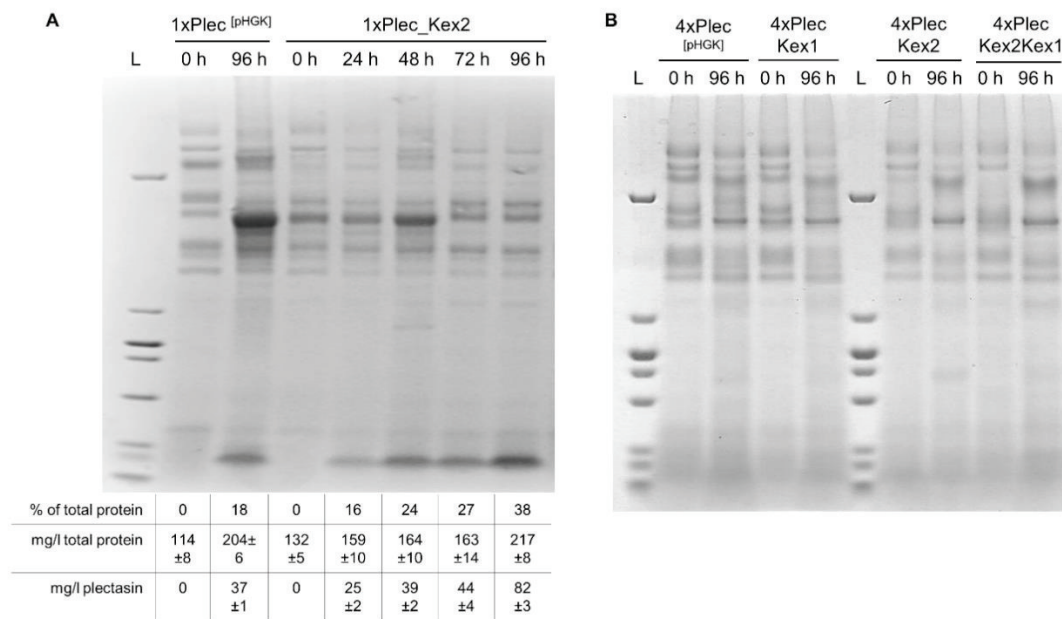 A
1xPlec [pHGK] 1xPlec_Kex2
L 0 h 96 h 0 h 24 h 48 h 72 h 96 h
% of total protein 0 18 0 16 24 27 38
mg/l total protein 114 204± 132 159 164 163 217
±8 6 ±5 ±10 ±10 ±14 ±8
mg/l plectasin 0 37 0 25 39 44 82
±1 ±2 ±2 ±4 ±3
B
4xPlec 4xPlec 4xPlec 4xPlec
[pHGK] Kex1 Kex2 Kex2Kex1
L 0 h 96 h 0 h 96 h L 0 h 96 h 0 h 96 h